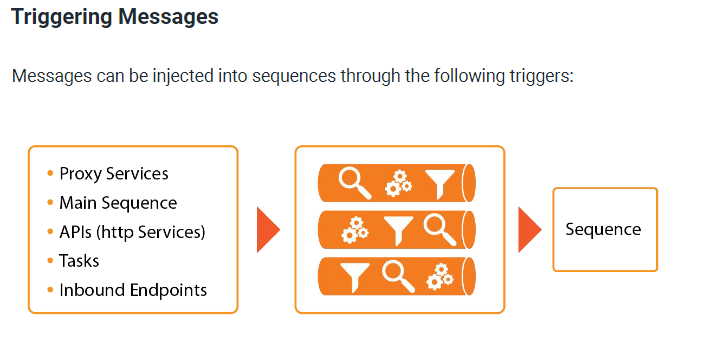 Triggering Messages
Messages can be injected into sequences through the following triggers:
• Proxy Services
• Main Sequence
• APIs (http Services)
• Tasks
• Inbound Endpoints
Sequence